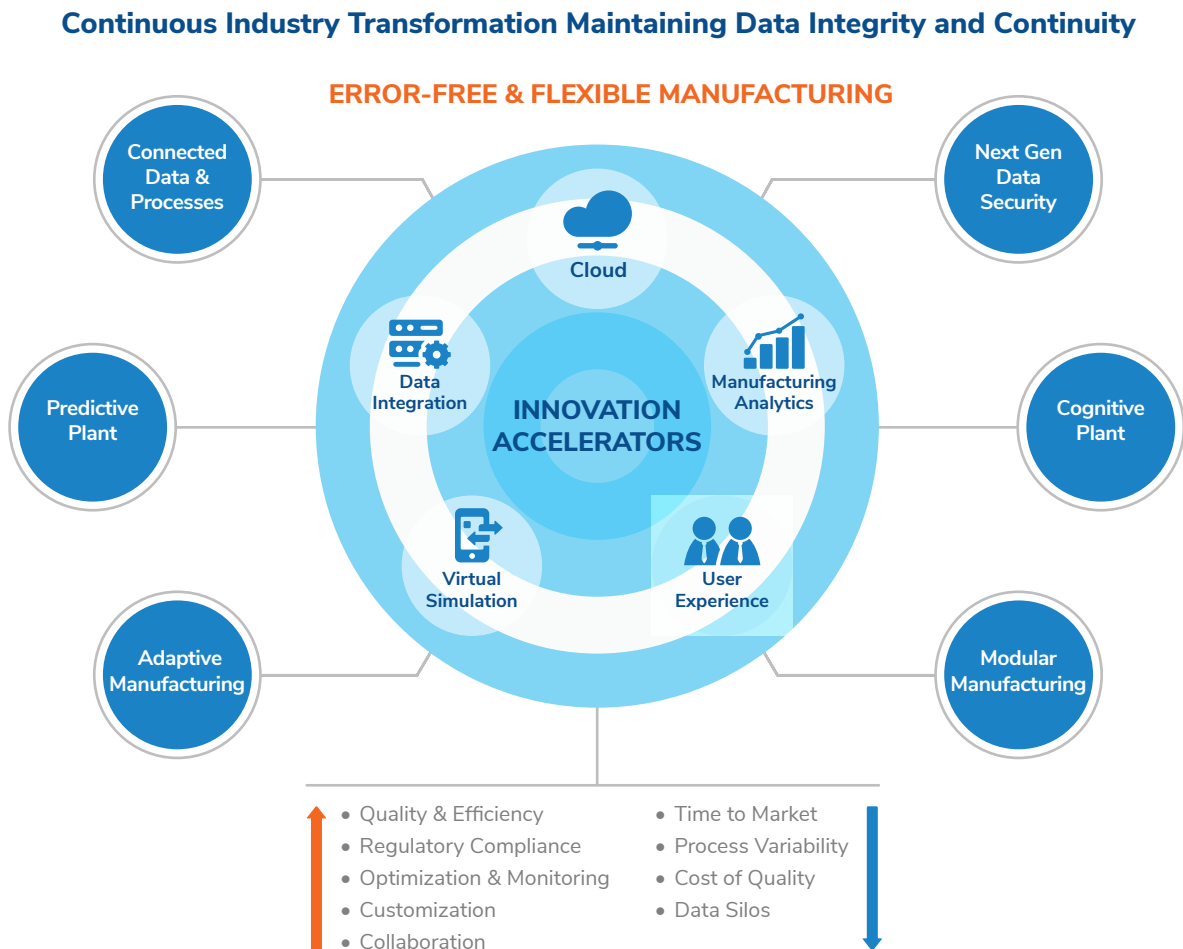 Continuous Industry Transformation Maintaining Data Integrity and Continuity
ERROR-FREE & FLEXIBLE MANUFACTURING
Connected
Data &
Processes
Next Gen
Data
Security
Cloud
Data
Integration
Manufacturing
Analytics
INNOVATION
ACCELERATORS
Predictive
Plant
Cognitive
Plant
Virtual
Simulation
User
Experience
Adaptive
Manufacturing
Modular
Manufacturing
• Quality & Efficiency
• Regulatory Compliance
• Optimization & Monitoring
• Customization
• Collaboration
• Time to Market
• Process Variability
• Cost of Quality
• Data Silos